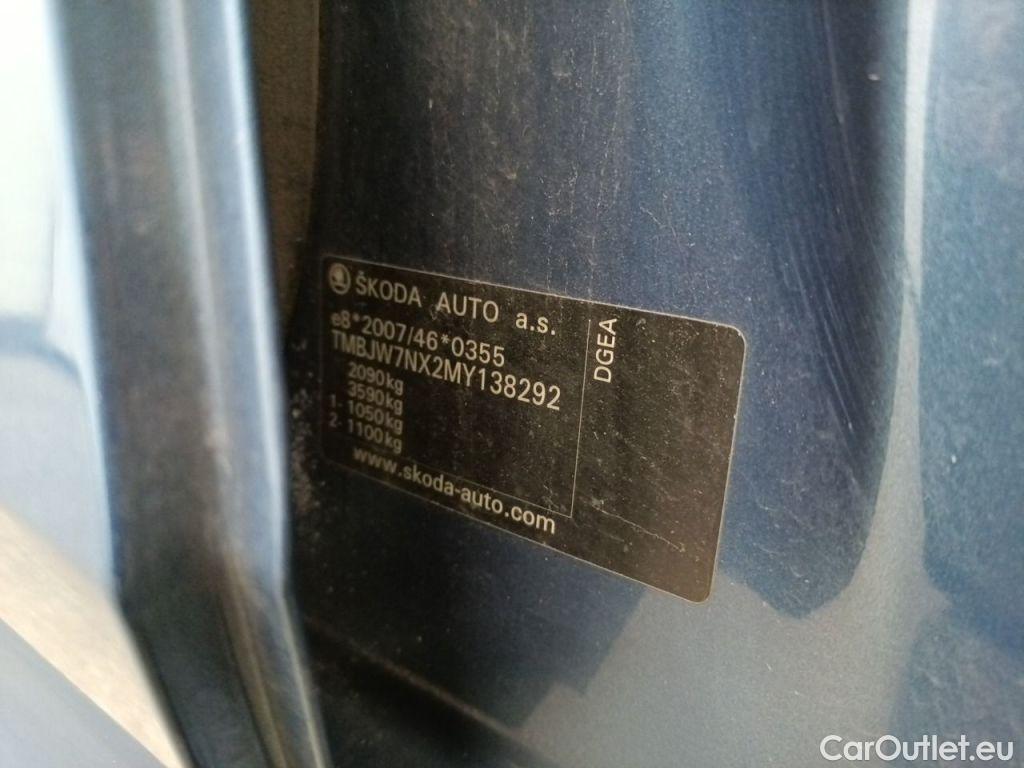 ŠKODA AUTO a.s.
e8*2007/46*0355
TMBJW7NX2MY138292
2090kg
3590kg
1- 1050kg
2- 1100kg
www.skoda-auto.com
DGEA
CarOutlet.eu